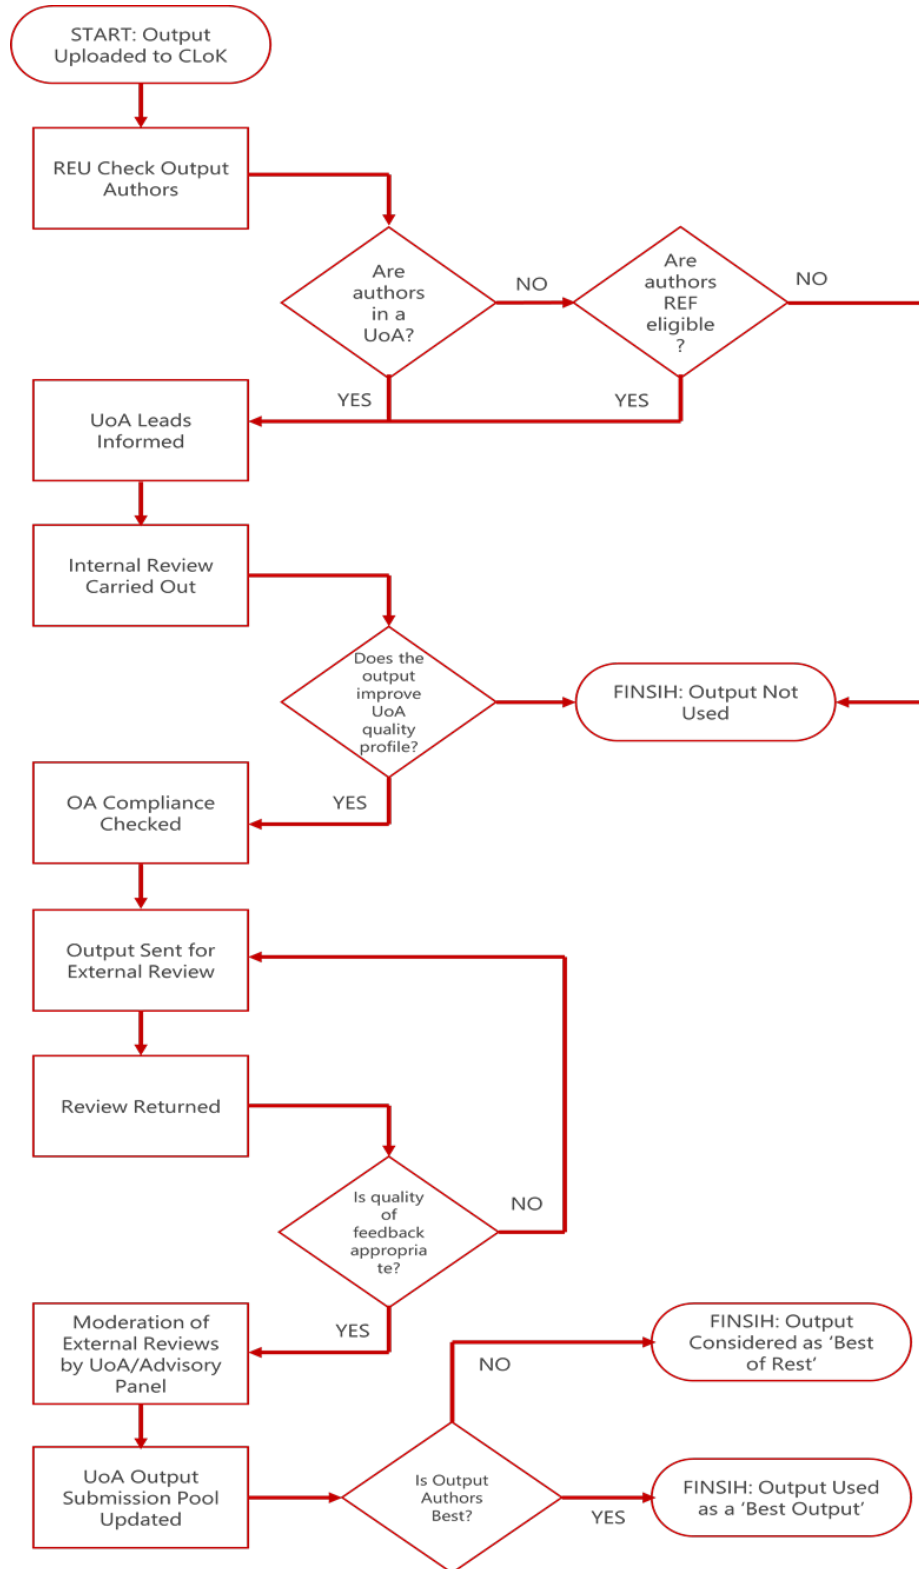 START: Output
Uploaded to CLoK
REU Check Output
Authors
Are
authors
in a
UoA?
NO
Are
authors
REF
eligible
?
NO
YES
YES
UoA Leads
Informed
Internal Review
Carried Out
Does the
output
improve
UoA
quality
profile?
FINSIH: Output Not
Used
YES
OA Compliance
Checked
Output Sent for
External Review
Review Returned
Is quality
of
feedback
appropria
te?
NO
YES
Moderation of
External Reviews
by UoA/Advisory
Panel
FINSIH: Output
Considered as ‘Best
of Rest’
NO
UoA Output
Submission Pool
Updated
Is Output
Authors
Best?
YES
FINSIH: Output Used
as a ‘Best Output’